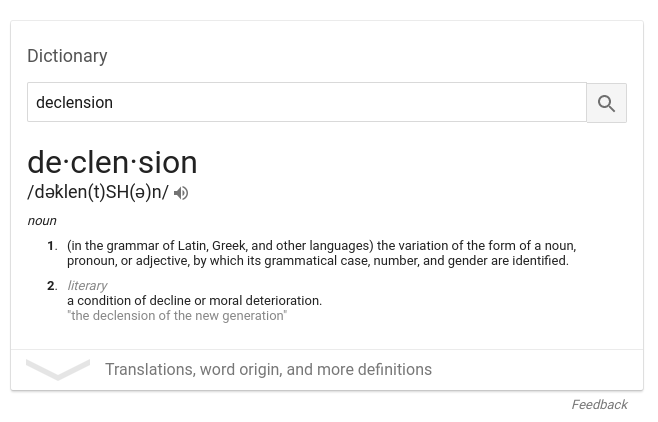 Dictionary
declension
de·clen·sion
/dəklen(t)SH(ə)n/
noun
1. (in the grammar of Latin, Greek, and other languages) the variation of the form of a noun,
pronoun, or adjective, by which its grammatical case, number, and gender are identified.
2. literary
a condition of decline or moral deterioration.
"the declension of the new generation"
Translations, word origin, and more definitions
Feedback